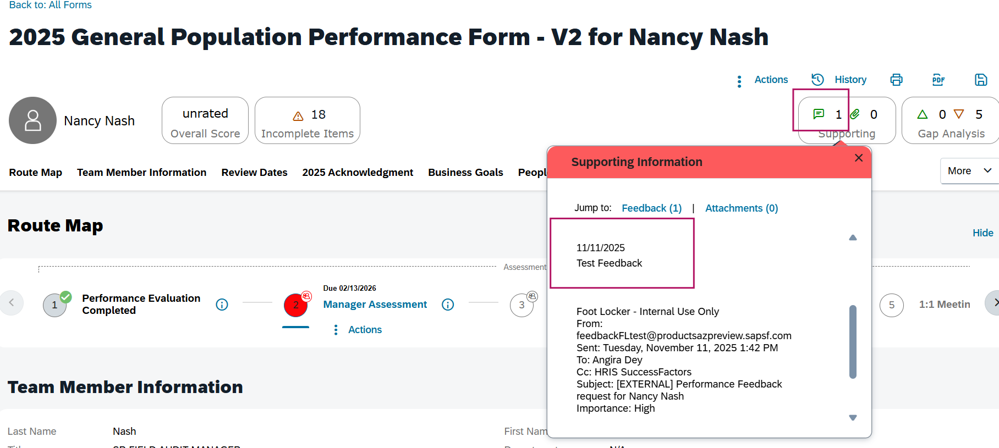 Back to: All Forms
2025 General Population Performance Form - V2 for Nancy Nash
Actions
History
PDF
Nancy Nash
unrated
Overall Score
18
Incomplete Items
1
0
Supporting
0
5
Gap Analysis
Route Map
Team Member Information
Review Dates
2025 Acknowledgment
Business Goals
Peopl
More
Supporting Information
Jump to: Feedback (1) | Attachments (0)
11/11/2025
Test Feedback
Foot Locker - Internal Use Only
From:
feedbackFLtest@productsazpreview.sapsf.com
Sent: Tuesday, November 11, 2025 1:42 PM
To: Angira Dey
Cc: HRIS SuccessFactors
Subject: [EXTERNAL] Performance Feedback
request for Nancy Nash
Importance: High
Route Map
Hide
Assessment
1
Performance Evaluation
Completed
2
Due 02/13/2026
Manager Assessment
Actions
3
5
1:1 Meetin
Team Member Information
Last Name
Nash
First Nam
SR FIELD AUDIT MANAGER
N/A